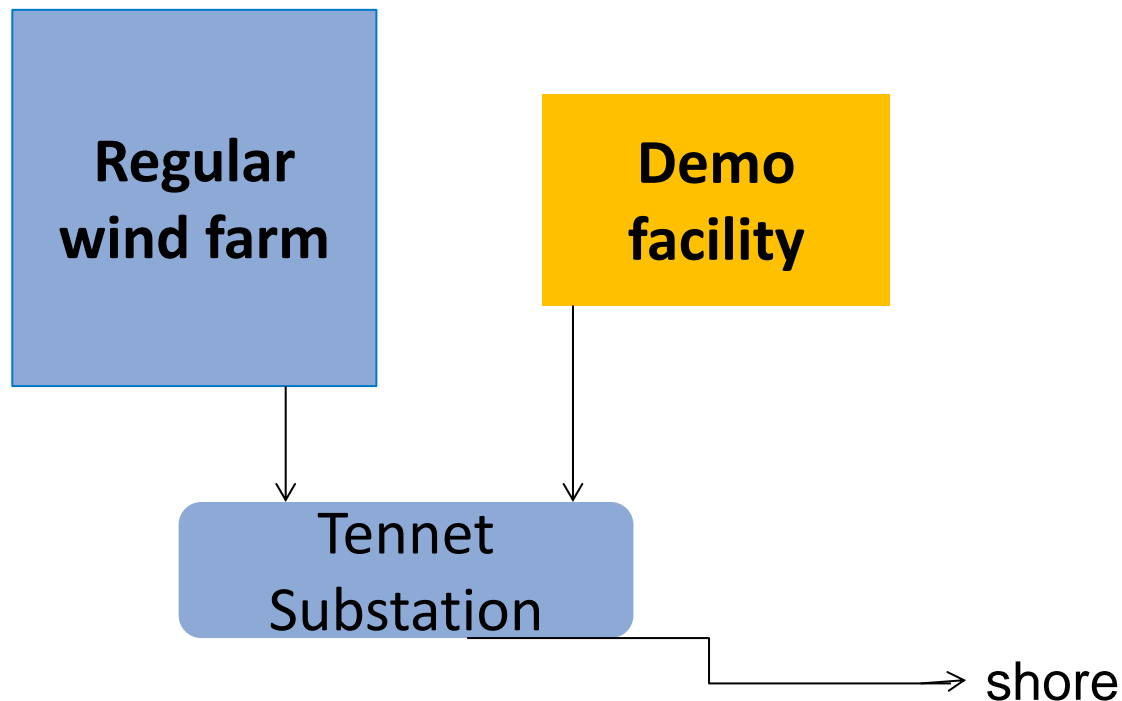 Regular
wind farm
Demo
facility
Tennet
Substation
shore